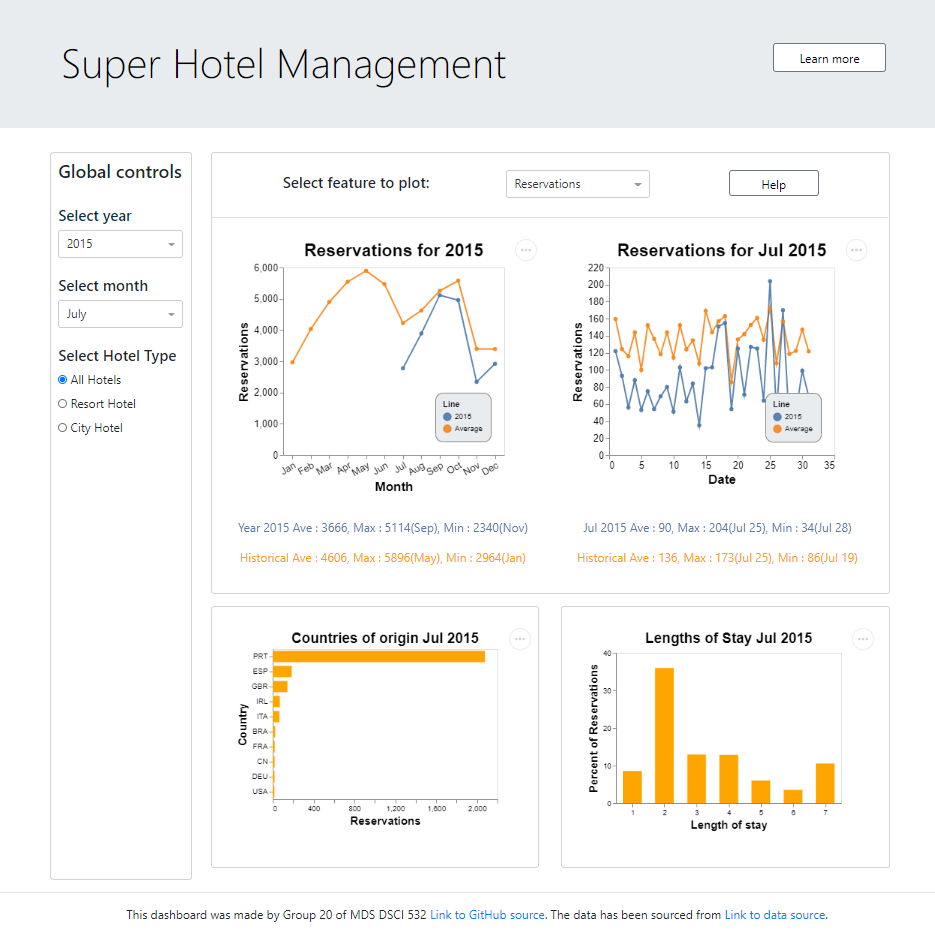 Super Hotel Management
Learn more
Global controls
Select year
2015
Select month
July
Select Hotel Type
All Hotels
Resort Hotel
City Hotel
Select feature to plot:
Reservations
Help
Reservations for 2015
6,000
5,000
4,000
3,000
2,000
1,000
0
Reservations
Jan Feb Mar Apr May Jun Jul Aug Sep Oct Nov Dec
Month
Line
2015
Average
Year 2015 Ave : 3666, Max : 5114(Sep), Min : 2340(Nov)
Historical Ave : 4606, Max : 5896(May), Min : 2964(Jan)
Reservations for Jul 2015
220
200
180
160
140
120
100
80
60
40
20
0
Reservations
0 5 10 15 20 25 30 35
Date
Line
2015
Average
Jul 2015 Ave : 90, Max : 204(Jul 25), Min : 34(Jul 28)
Historical Ave : 136, Max : 173(Jul 25), Min : 86(Jul 19)
Countries of origin Jul 2015
PRT
ESP
GBR
IRL
ITA
BRA
FRA
CN
DEU
USA
Country
0 400 800 1,200 1,600 2,000
Reservations
Lengths of Stay Jul 2015
40
30
20
10
0
Percent of Reservations
1 2 3 4 5 6 7
Length of stay
This dashboard was made by Group 20 of MDS DSCI 532 Link to GitHub source. The data has been sourced from Link to data source.